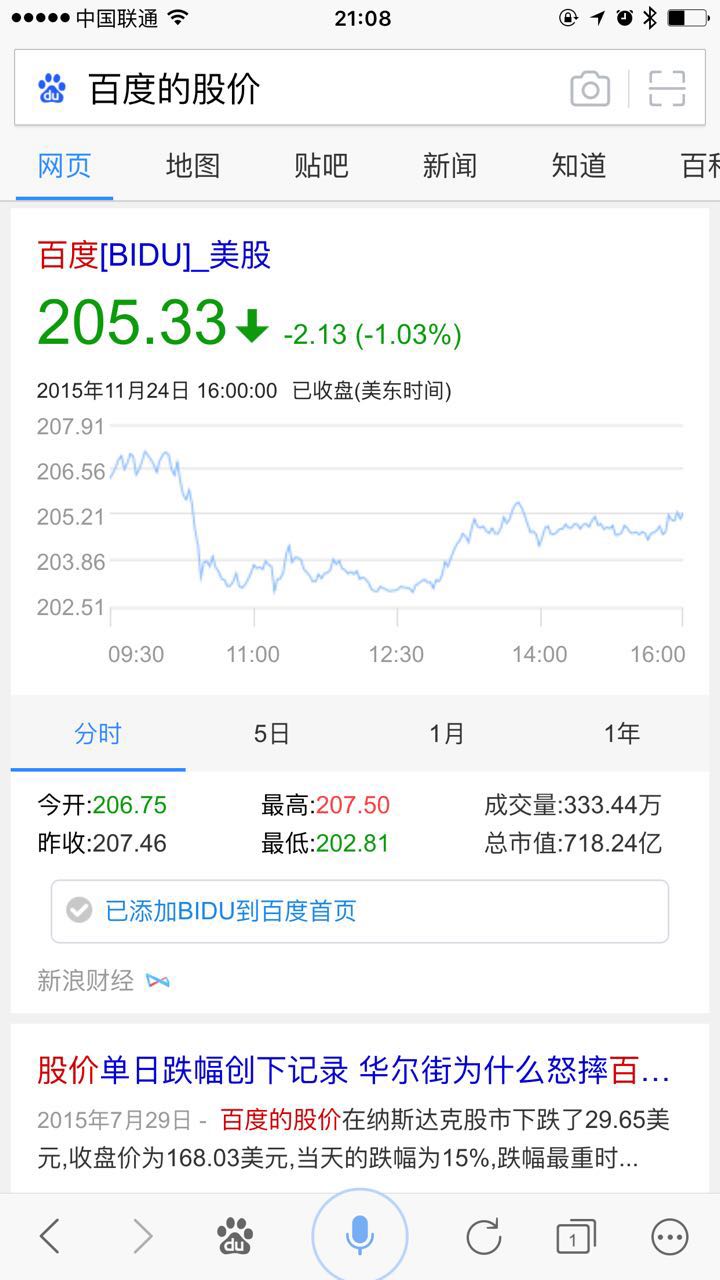 中国联通 21:08
百度的股价
网页 地图 贴吧 新闻 知道
百度[BIDU]_美股
205.33 -2.13 (-1.03%)
2015年11月24日 16:00:00 已收盘(美东时间)
207.91
206.56
205.21
203.86
202.51
09:30 11:00 12:30 14:00 16:00
分时 5日 1月 1年
今开:206.75 最高:207.50 成交量:333.44万
昨收:207.46 最低:202.81 总市值:718.24亿
已添加BIDU到百度首页
新浪财经
股价单日跌幅创下记录 华尔街为什么怒摔百...
2015年7月29日 - 百度的股价在纳斯达克股市下跌了29.65美
元,收盘价为168.03美元,当天的跌幅为15%,跌幅最重时...
du 1